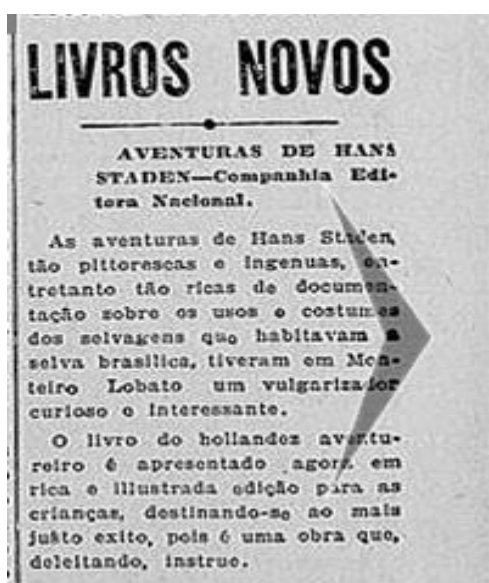 LIVROS NOVOS
AVENTURAS DE HANS
STADEN—Companhia Edi-
tora Nacional.
As aventuras de Hans Staden,
tão pittorescas e ingenuas, en-
tretanto tão ricas de documen-
tação sobre os usos e costumes
dos selvagens que habitavam a
selva brasilica, tiveram em Mon-
teiro Lobato um vulgarizador
curioso e interessante.
O livro do hollandez aventu-
reiro é apresentado agora em
rica e illustrada edição para as
crianças, destinando-se ao mais
justo exito, pois é uma obra que,
deleitando, instrue.